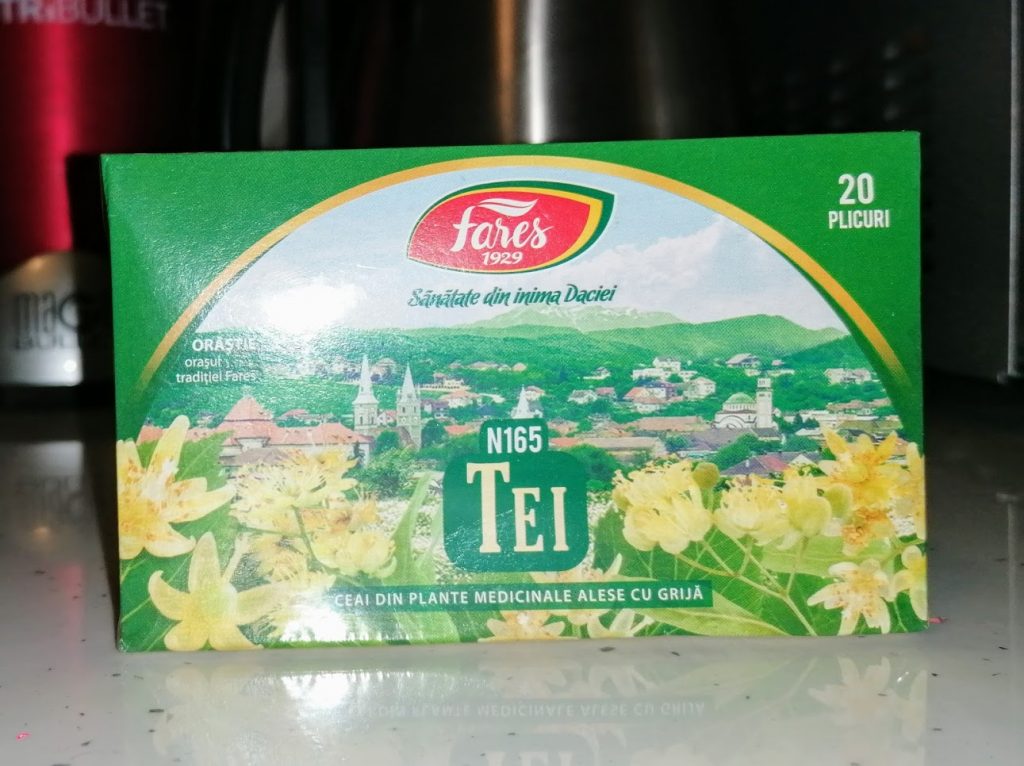 TRiBULLET
20
PLICURI
fares
1929
Sănătate din inima Daciei
ORĂȘTIE
orașul
tradiției Fares
N165
TEI
CEAI DIN PLANTE MEDICINALE ALESE CU GRIJĂ